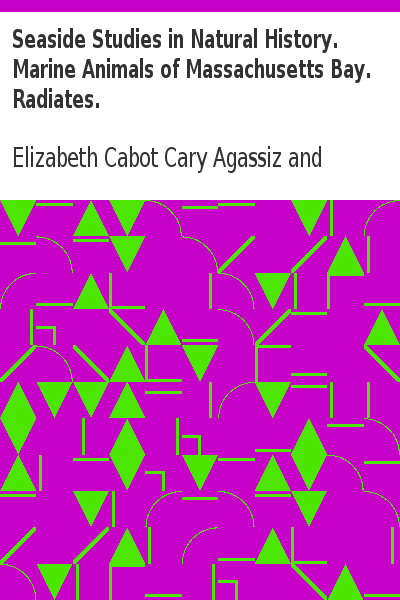 Seaside Studies in Natural History.
Marine Animals of Massachusetts Bay.
Radiates.
Elizabeth Cabot Cary Agassiz and